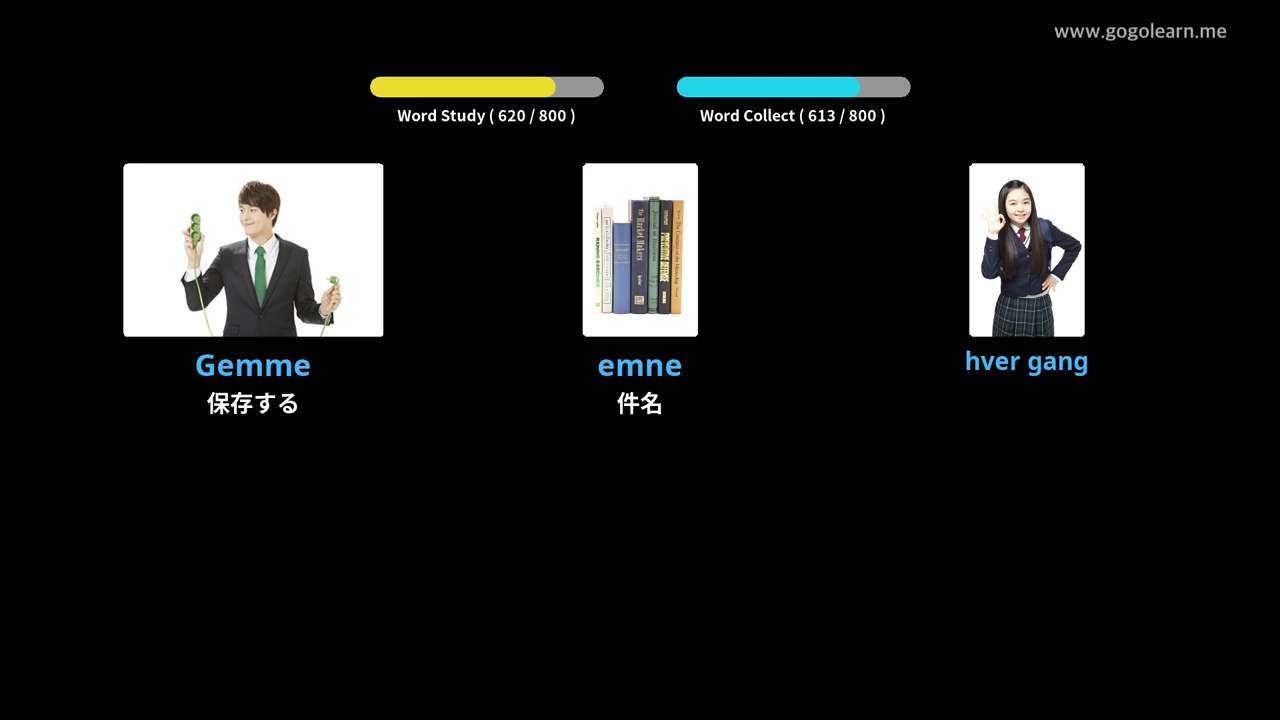 www.gogolearn.me
Word Study ( 620 / 800 )
Word Collect ( 613 / 800 )
Gemme
保存する
emne
件名
hver gang